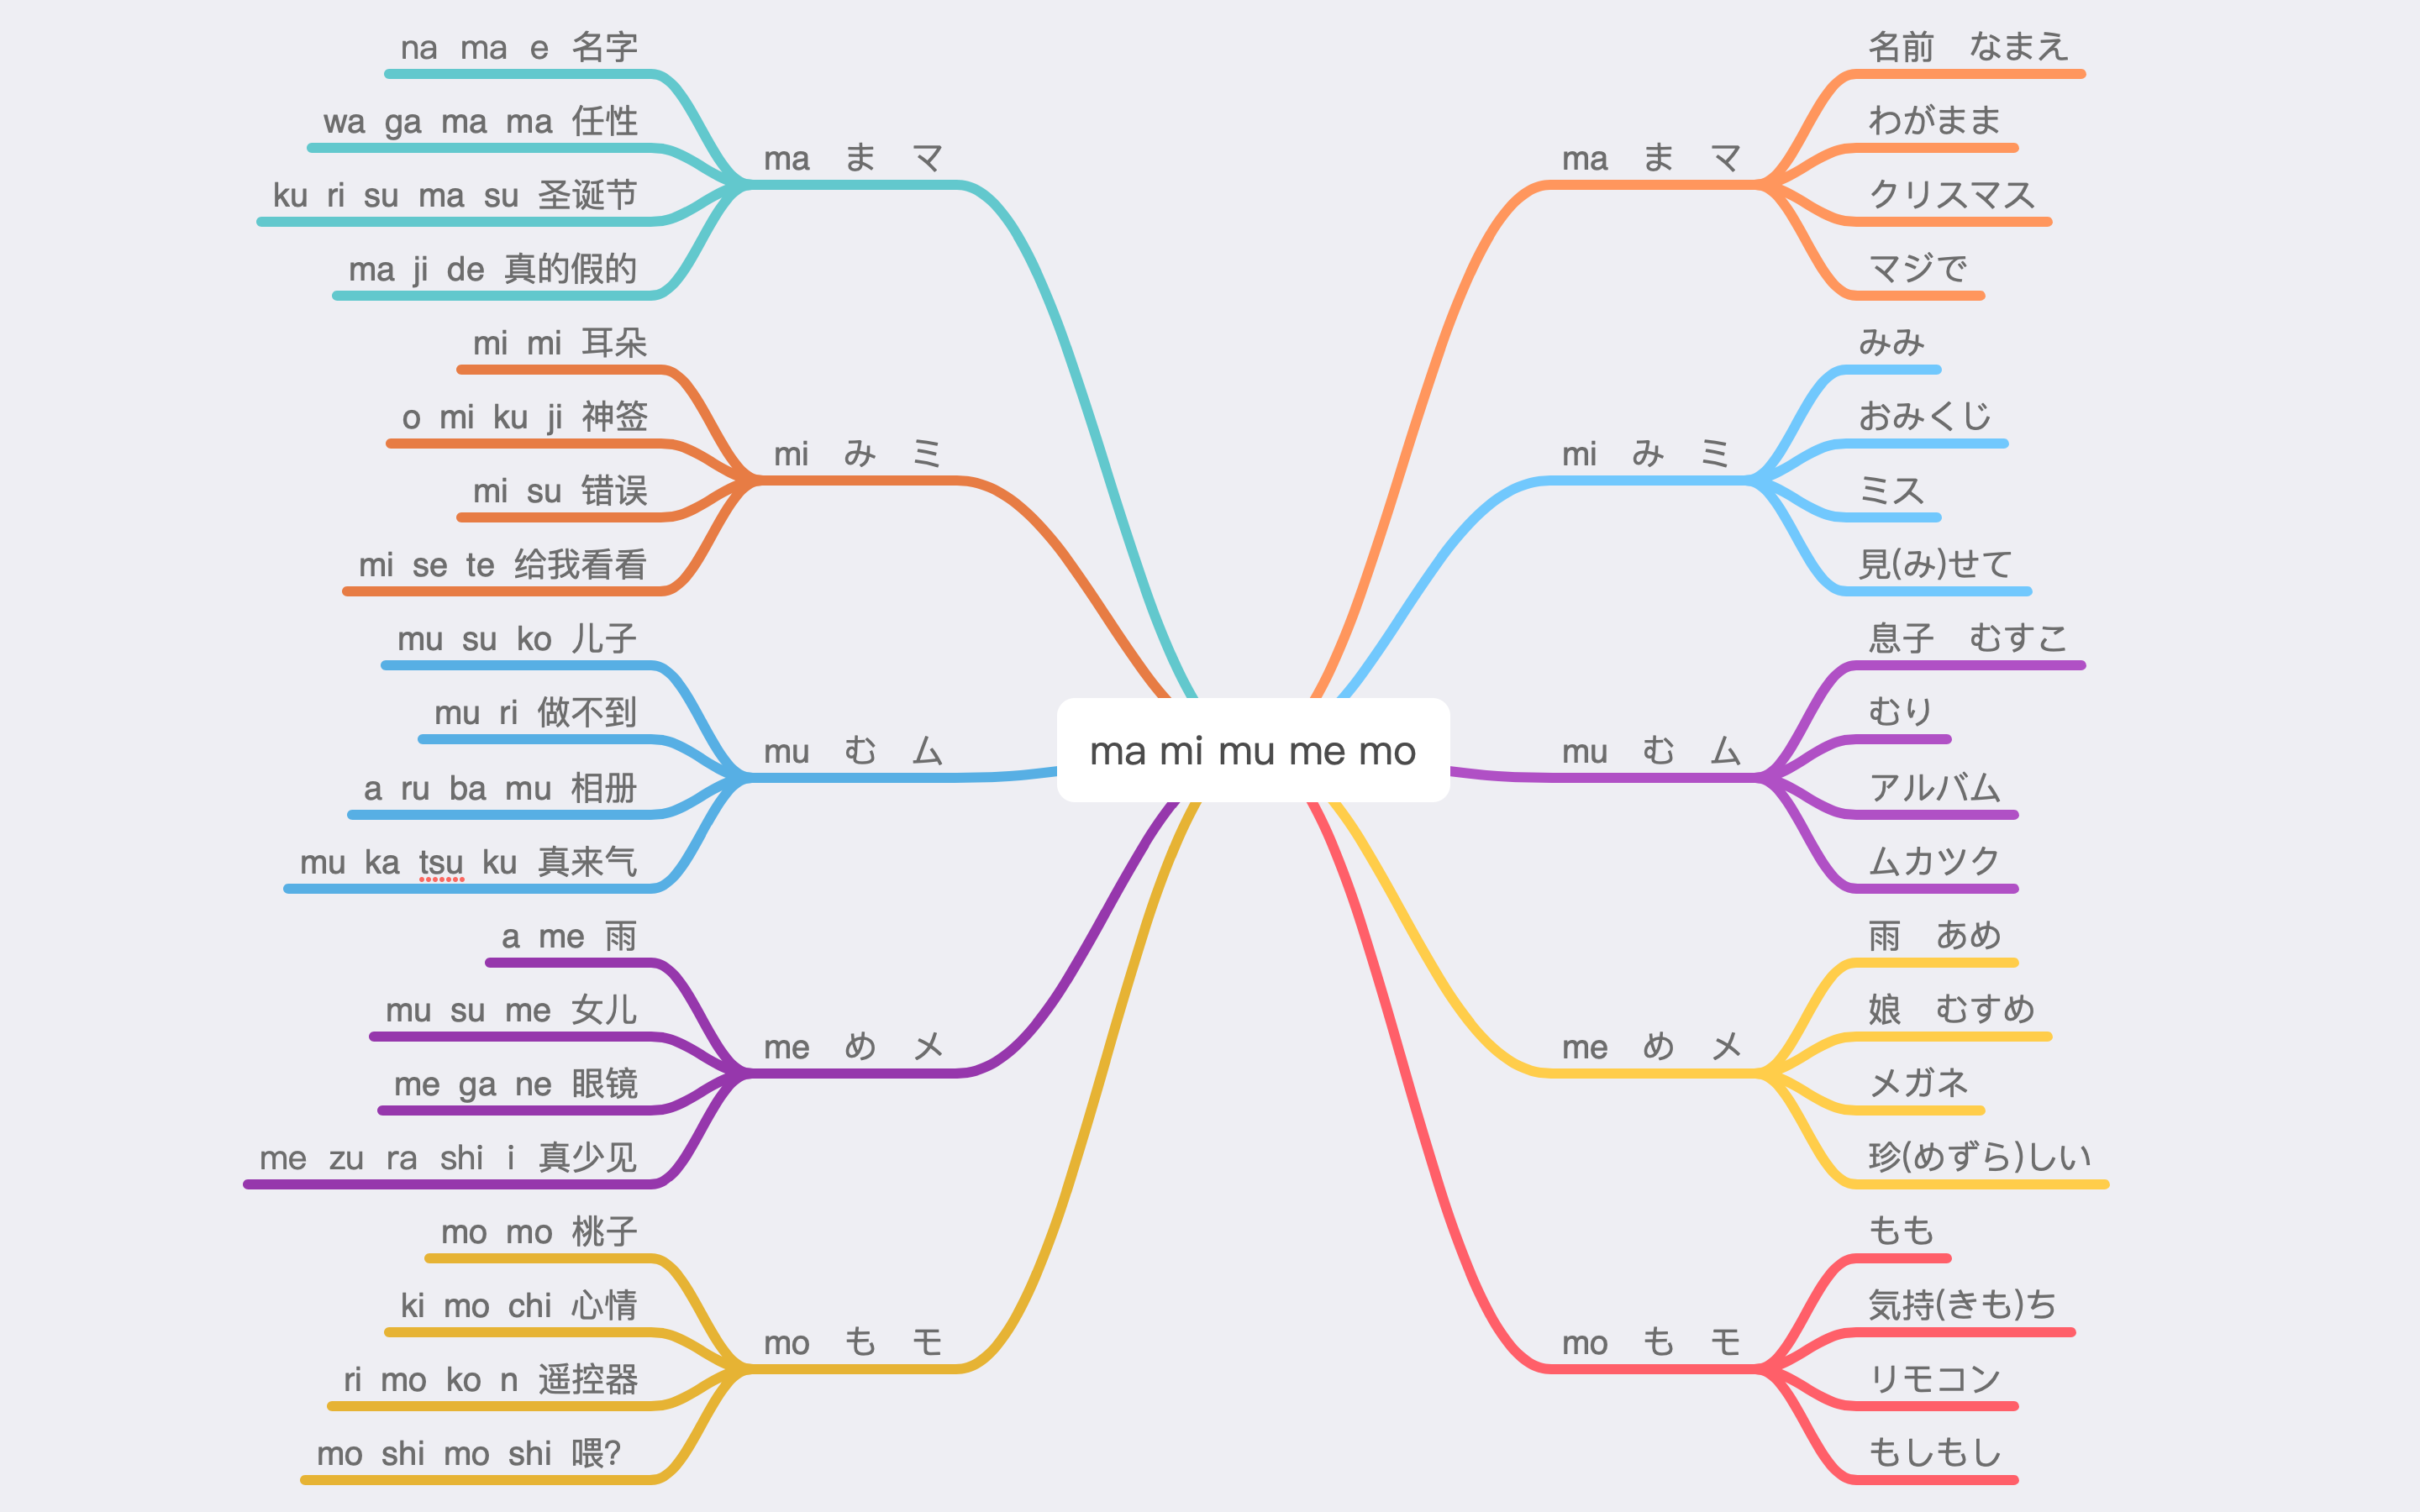 ma mi mu me mo
ma　ま　マ
na ma e 名字
wa ga ma ma 任性
ku ri su ma su 圣诞节
ma ji de 真的假的
mi　み　ミ
mi mi 耳朵
o mi ku ji 神签
mi su 错误
mi se te 给我看看
mu　む　ム
mu su ko 儿子
mu ri 做不到
a ru ba mu 相册
mu ka tsu ku 真来气
me　め　メ
a me 雨
mu su me 女儿
me ga ne 眼镜
me zu ra shi i 真少见
mo　も　モ
mo mo 桃子
ki mo chi 心情
ri mo ko n 遥控器
mo shi mo shi 喂?
ma　ま　マ
名前　なまえ
わがまま
クリスマス
マジで
mi　み　ミ
みみ
おみくじ
ミス
見(み)せて
mu　む　ム
息子　むすこ
むり
アルバム
ムカツク
me　め　メ
雨　あめ
娘　むすめ
メガネ
珍(めずら)しい
mo　も　モ
もも
気持(きも)ち
リモコン
もしもし